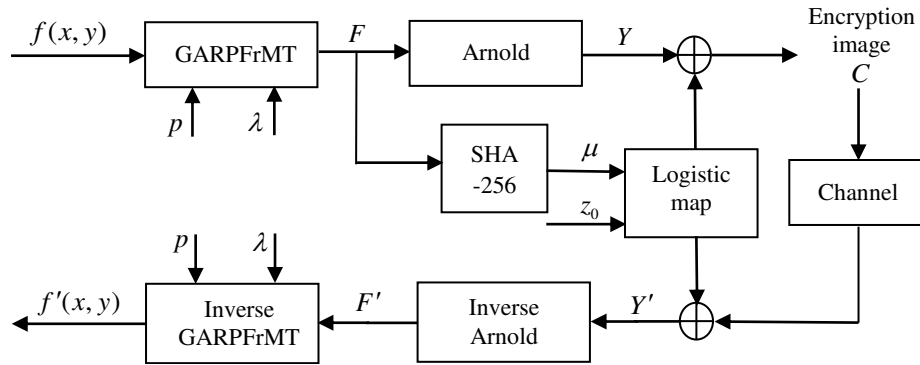 f(x, y)
GARPFrMT
F
Arnold
Y
Encryption
image
C
p
λ
SHA
-256
μ
z₀
Logistic
map
Channel
p
λ
f′(x, y)
Inverse
GARPFrMT
F'
Inverse
Arnold
Y'